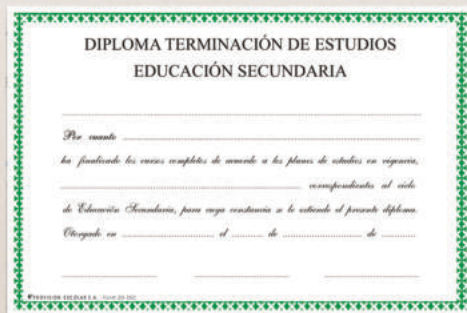 DIPLOMA TERMINACIÓN DE ESTUDIOS
EDUCACIÓN SECUNDARIA
Por cuanto
ha finalizado los cursos completos de acuerdo a los planes de estudios en vigencia,
correspondientes al ciclo
de Educación Secundaria, para cuya constancia se le extiende el presente diploma.
Otorgado en el de de
PROVISION ESCOLAR S.A.